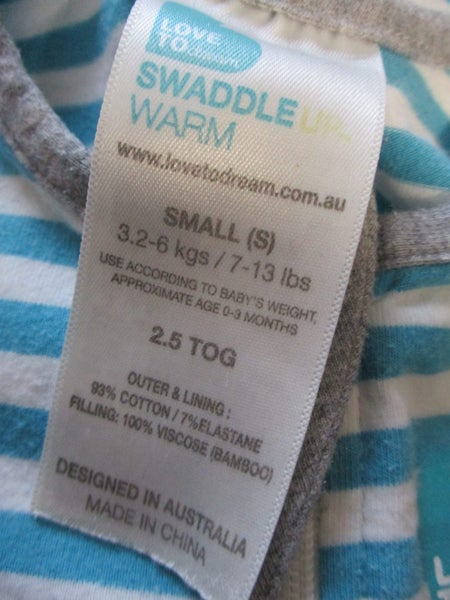 LOVE
TO dream
SWADDLE UP
WARM
www.lovetodream.com.au
SMALL (S)
3.2-6 kgs / 7-13 lbs
USE ACCORDING TO BABY'S WEIGHT,
APPROXIMATE AGE 0-3 MONTHS
2.5 TOG
OUTER & LINING :
93% COTTON / 7%ELASTANE
FILLING: 100% VISCOSE (BAMBOO)
DESIGNED IN AUSTRALIA
MADE IN CHINA
L